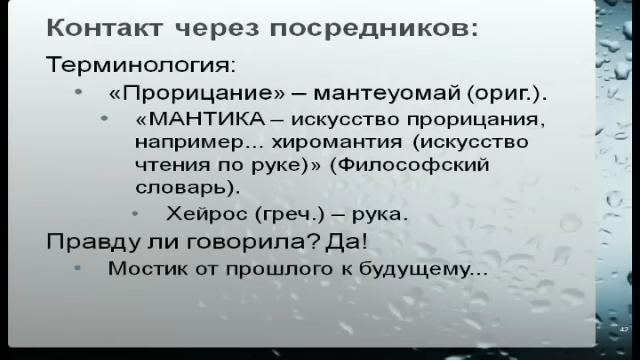 Контакт через посредников:
Терминология:
• «Прорицание» – мантеуомай (ориг.).
• «МАНТИКА – искусство прорицания,
например... хиромантия (искусство
чтения по руке)» (Философский
словарь).
• Хейрос (греч.) – рука.
Правду ли говорила? Да!
• Мостик от прошлого к будущему...
42